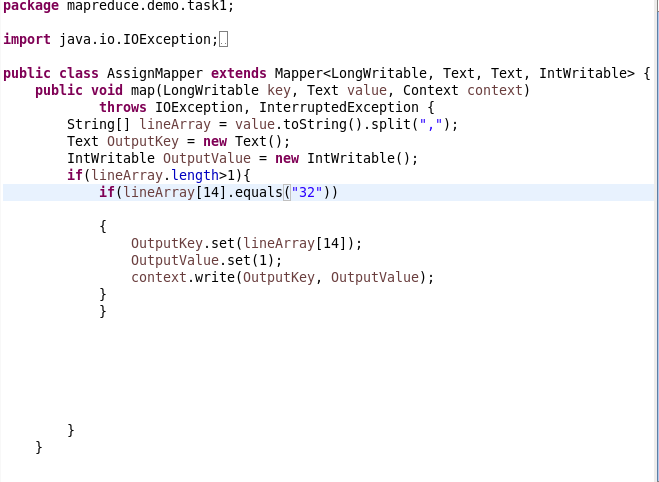 package mapreduce.demo.task1;
import java.io.IOException;
public class AssignMapper extends Mapper<LongWritable, Text, Text, IntWritable> {
public void map(LongWritable key, Text value, Context context)
throws IOException, InterruptedException {
String[] lineArray = value.toString().split(",");
Text OutputKey = new Text();
IntWritable OutputValue = new IntWritable();
if(lineArray.length>1){
if(lineArray[14].equals("32"))
{
OutputKey.set(lineArray[14]);
OutputValue.set(1);
context.write(OutputKey, OutputValue);
}
}
}
}